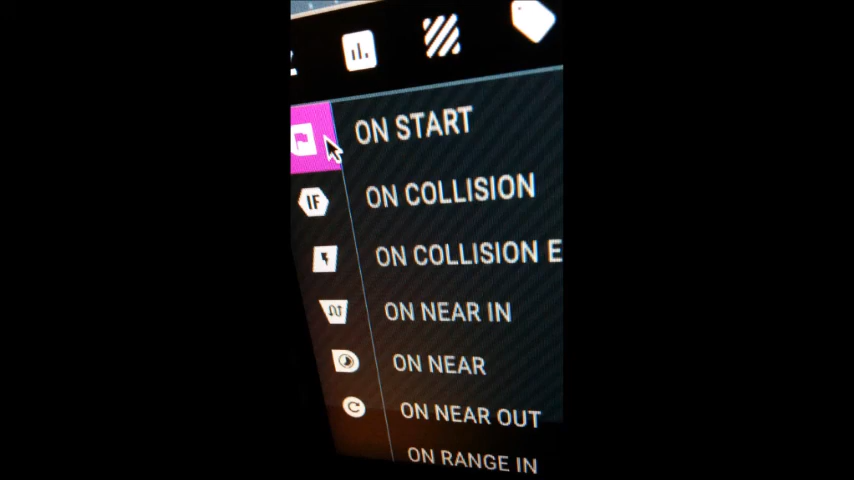 ON START
IF
ON COLLISION
ON COLLISION E
ON NEAR IN
ON NEAR
ON NEAR OUT
ON RANGE IN